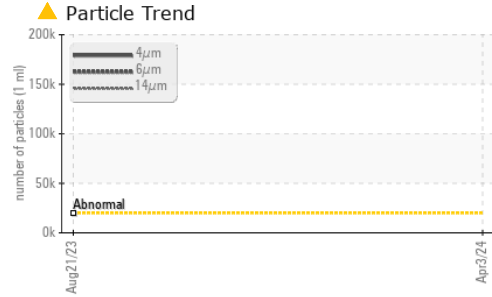 Particle Trend
200k
150k
100k
50k
0k
number of particles (1 ml)
4µm
6µm
14µm
Abnormal
Aug21/23
Apr3/24